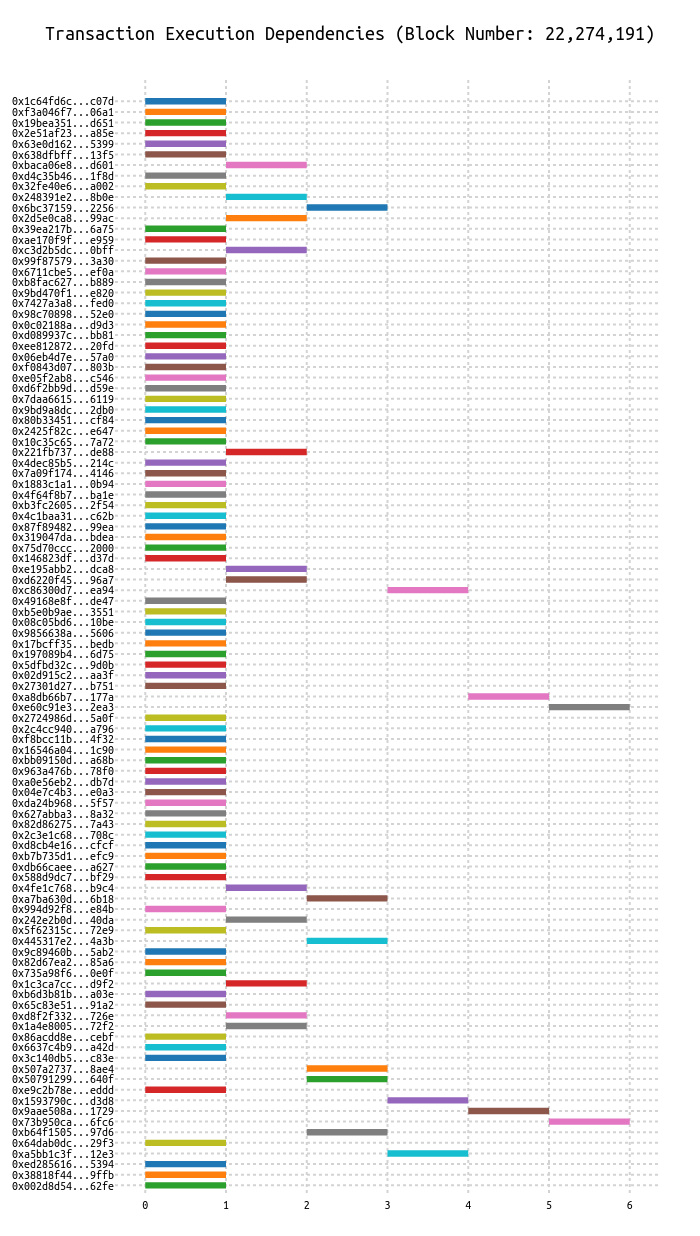 Transaction Execution Dependencies (Block Number: 22,274,191)
0x1c64fd6c...c07d
0xf3a046f7...06a1
0x19bea351...d651
0x2e51af23...a85e
0x63e0d162...5399
0x638dfbff...13f5
0xbaca06e8...d601
0xd4c35b46...1f8d
0x32fe40e6...a002
0x248391e2...8b0e
0x6bc37159...2256
0x2d5e0ca8...99ac
0x39ea217b...6a75
0xae170f9f...e959
0xc3d2b5dc...0bff
0x99f87579...3a30
0x6711cbe5...ef0a
0xb8fac627...b889
0x9bd470f1...e820
0x7427a3a8...fed0
0x98c70898...52e0
0x0c02188a...d9d3
0xd089937c...bb81
0xee812872...20fd
0x06eb4d7e...57a0
0xf0843d07...803b
0xe05f2ab8...c546
0xd6f2bb9d...d59e
0x7daa6615...6119
0x9bd9a8dc...2db0
0x80b33451...cf84
0x2425f82c...e647
0x10c35c65...7a72
0x221fb737...de88
0x4dec85b5...214c
0x7a09f174...4146
0x1883c1a1...0b94
0x4f64f8b7...ba1e
0xb3fc2605...2f54
0x4c1baa31...c62b
0x87f89482...99ea
0x319047da...bdea
0x75d70ccc...2000
0x146823df...d37d
0xe195abb2...dca8
0xd6220f45...96a7
0xc86300d7...ea94
0x49168e8f...de47
0xb5e0b9ae...3551
0x08c05bd6...10be
0x9856638a...5606
0x17bcff35...bedb
0x197089b4...6d75
0x5dfbd32c...9d0b
0x02d915c2...aa3f
0x27301d27...b751
0xa8db66b7...177a
0xe60c91e3...2ea3
0x2724986d...5a0f
0x2c4cc940...a796
0xf8bcc11b...4f32
0x16546a04...1c90
0xbb09150d...a68b
0x963a476b...78f0
0xa0e56eb2...db7d
0x04e7c4b3...e0a3
0xda24b968...5f57
0x627abba3...8a32
0x82d86275...7a43
0x2c3e1c68...708c
0xd8cb4e16...cfcf
0xb7b735d1...efc9
0xdb66caee...a627
0x588d9dc7...bf29
0x4fe1c768...b9c4
0xa7ba630d...6b18
0x994d92f8...e84b
0x242e2b0d...40da
0x5f62315c...72e9
0x445317e2...4a3b
0x9c89460b...5ab2
0x82d67ea2...85a6
0x735a98f6...0e0f
0x1c3ca7cc...d9f2
0xb6d3b81b...a03e
0x65c83e51...91a2
0xd8f2f332...726e
0x1a4e8005...72f2
0x86acdd8e...cebf
0x6637c4b9...a42d
0x3c140db5...c83e
0x507a2737...8ae4
0x50791299...640f
0xe9c2b78e...eddd
0x1593790c...d3d8
0x9aae508a...1729
0x73b950ca...6fc6
0xb64f1505...97d6
0x64dab0dc...29f3
0xa5bb1c3f...12e3
0xed285616...5394
0x38818f44...9ffb
0x002d8d54...62fe
0 1 2 3 4 5 6